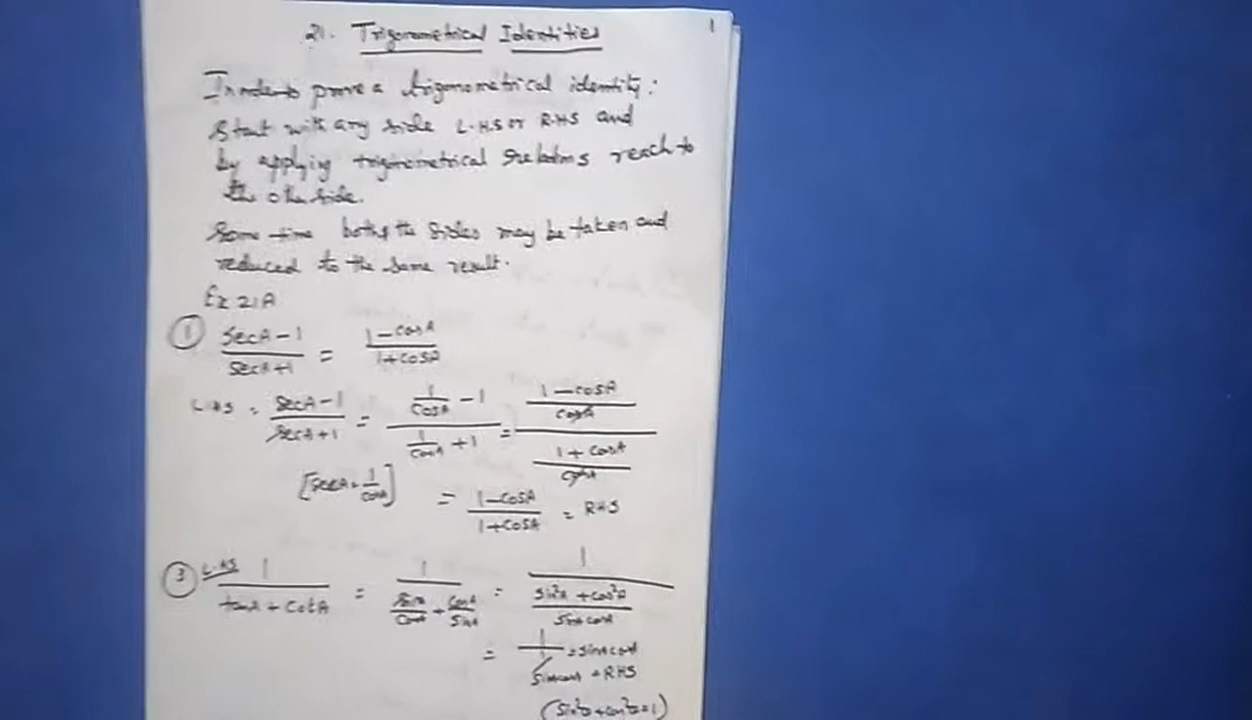 21. Trigonometrical Identities
1
In order to prove a trigonometrical identity:
Start with any side L.H.S or R.H.S and
by applying trigonometrical relations reach to
the other side.
Some time both the sides may be taken and
reduced to the same result.
Ex 21A
① (secA-1)/(secA+1) = (1-cosA)/(1+cosA)
LHS = (secA-1)/(secA+1) = (1/cosA - 1)/(1/cosA + 1) = ((1-cosA)/cosA)/((1+cosA)/cosA)
[secA = 1/cosA] = (1-cosA)/(1+cosA) = RHS
③ LHS 1/(tanA + cotA) = 1/(sinA/cosA + cosA/sinA) = 1/((sin²A + cos²A)/(sinA cosA))
= 1/(1/(sinA cosA)) = sinA cosA
= RHS
(sin²A + cos²A = 1)